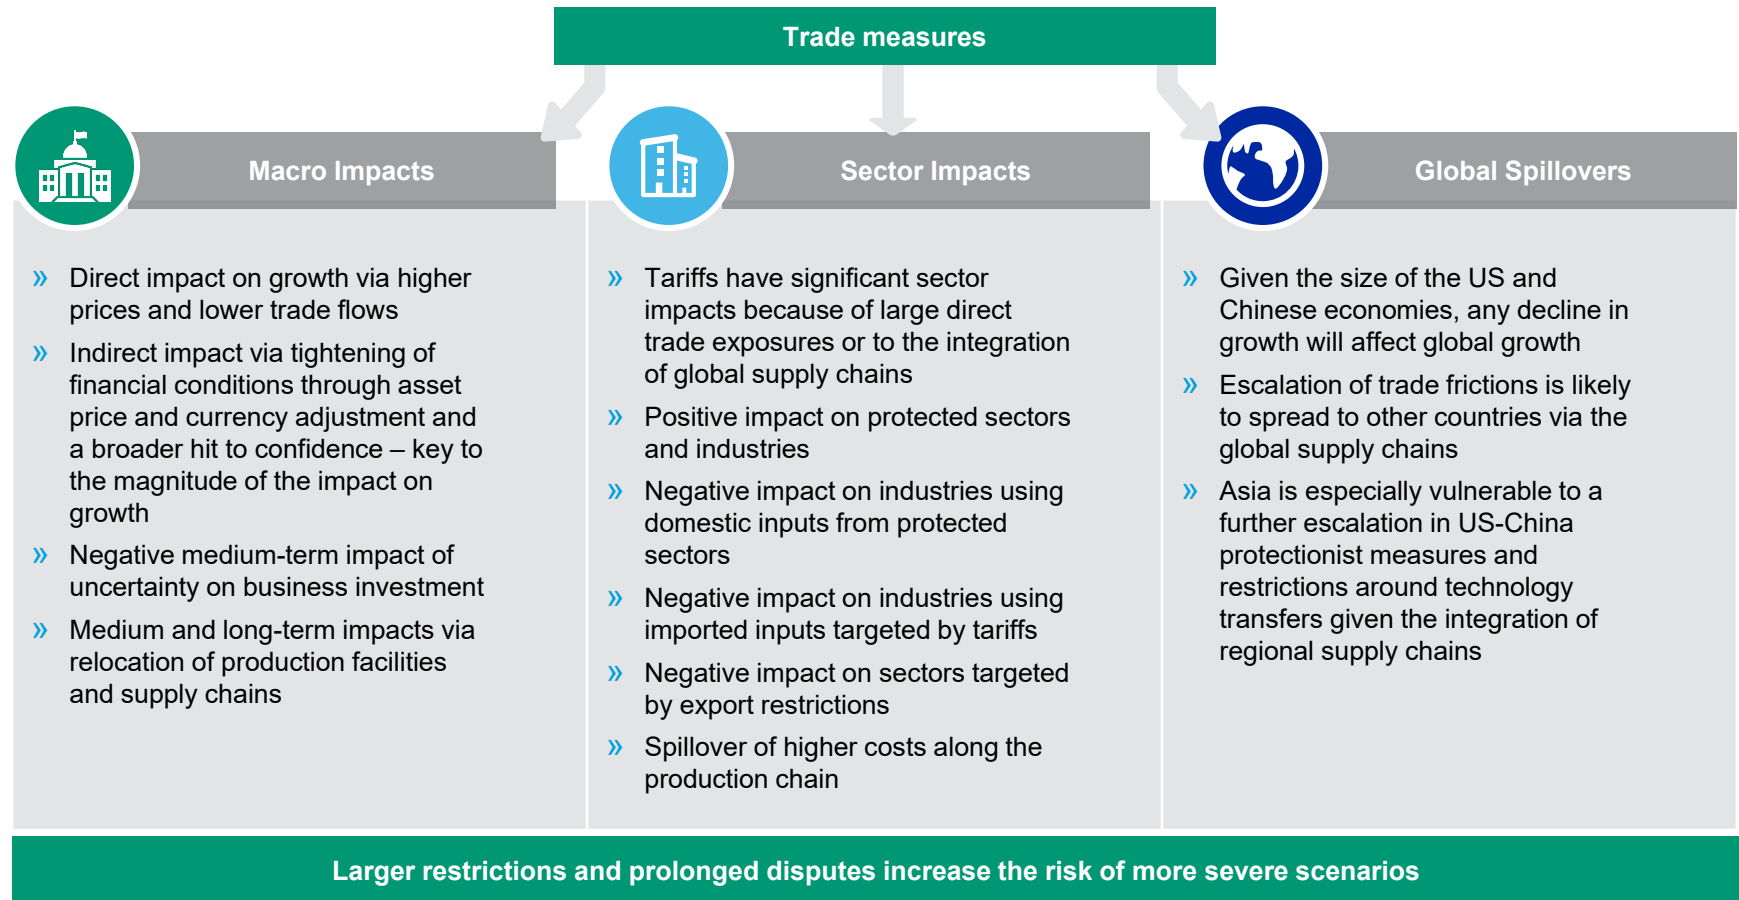 Trade measures
Macro Impacts
» Direct impact on growth via higher
prices and lower trade flows
» Indirect impact via tightening of
financial conditions through asset
price and currency adjustment and
a broader hit to confidence – key to
the magnitude of the impact on
growth
» Negative medium-term impact of
uncertainty on business investment
» Medium and long-term impacts via
relocation of production facilities
and supply chains
Sector Impacts
» Tariffs have significant sector
impacts because of large direct
trade exposures or to the integration
of global supply chains
» Positive impact on protected sectors
and industries
» Negative impact on industries using
domestic inputs from protected
sectors
» Negative impact on industries using
imported inputs targeted by tariffs
» Negative impact on sectors targeted
by export restrictions
» Spillover of higher costs along the
production chain
Global Spillovers
» Given the size of the US and
Chinese economies, any decline in
growth will affect global growth
» Escalation of trade frictions is likely
to spread to other countries via the
global supply chains
» Asia is especially vulnerable to a
further escalation in US-China
protectionist measures and
restrictions around technology
transfers given the integration of
regional supply chains
Larger restrictions and prolonged disputes increase the risk of more severe scenarios